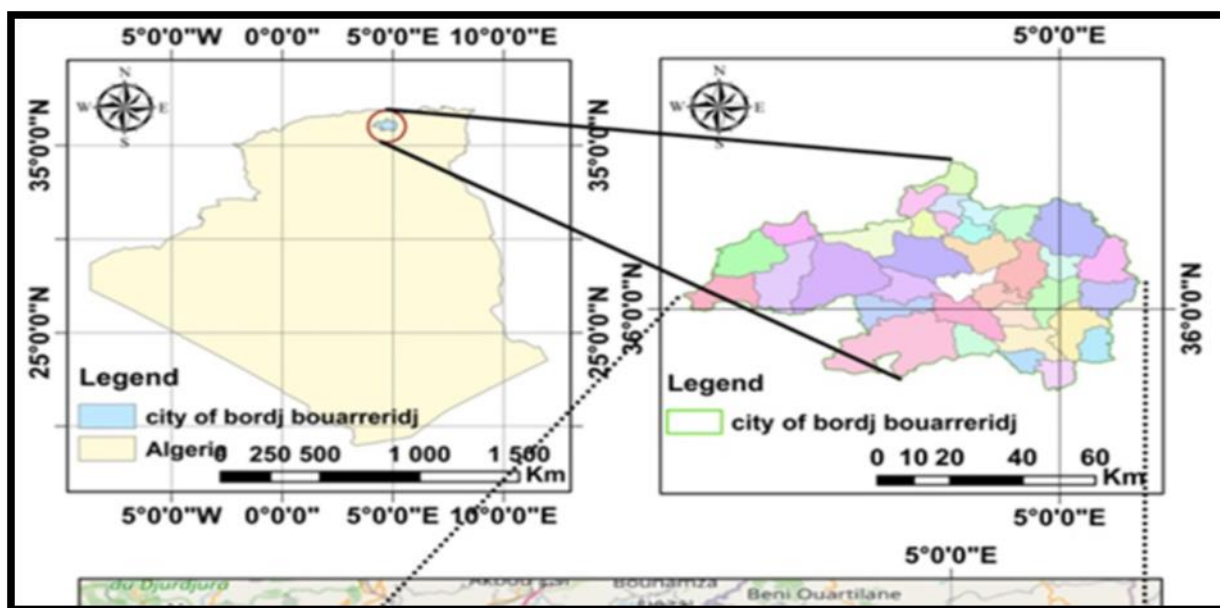 5°0'0"W 0°0'0" 5°0'0"E 10°0'0"E
N
W E
S
35°0'0"N
35°0'0"N
25°0'0"N
25°0'0"N
Legend
city of bordj bouarreridj
Algeria
0 250 500 1 000 1 500
Km
5°0'0"W 0°0'0" 5°0'0"E 10°0'0"E
5°0'0"E
N
W E
S
36°0'0"N
36°0'0"N
Legend
city of bordj bouarreridj
0 10 20 40 60
Km
5°0'0"E
5°0'0"E
du Djurdjura
Bounamza
Beni Ouartilane